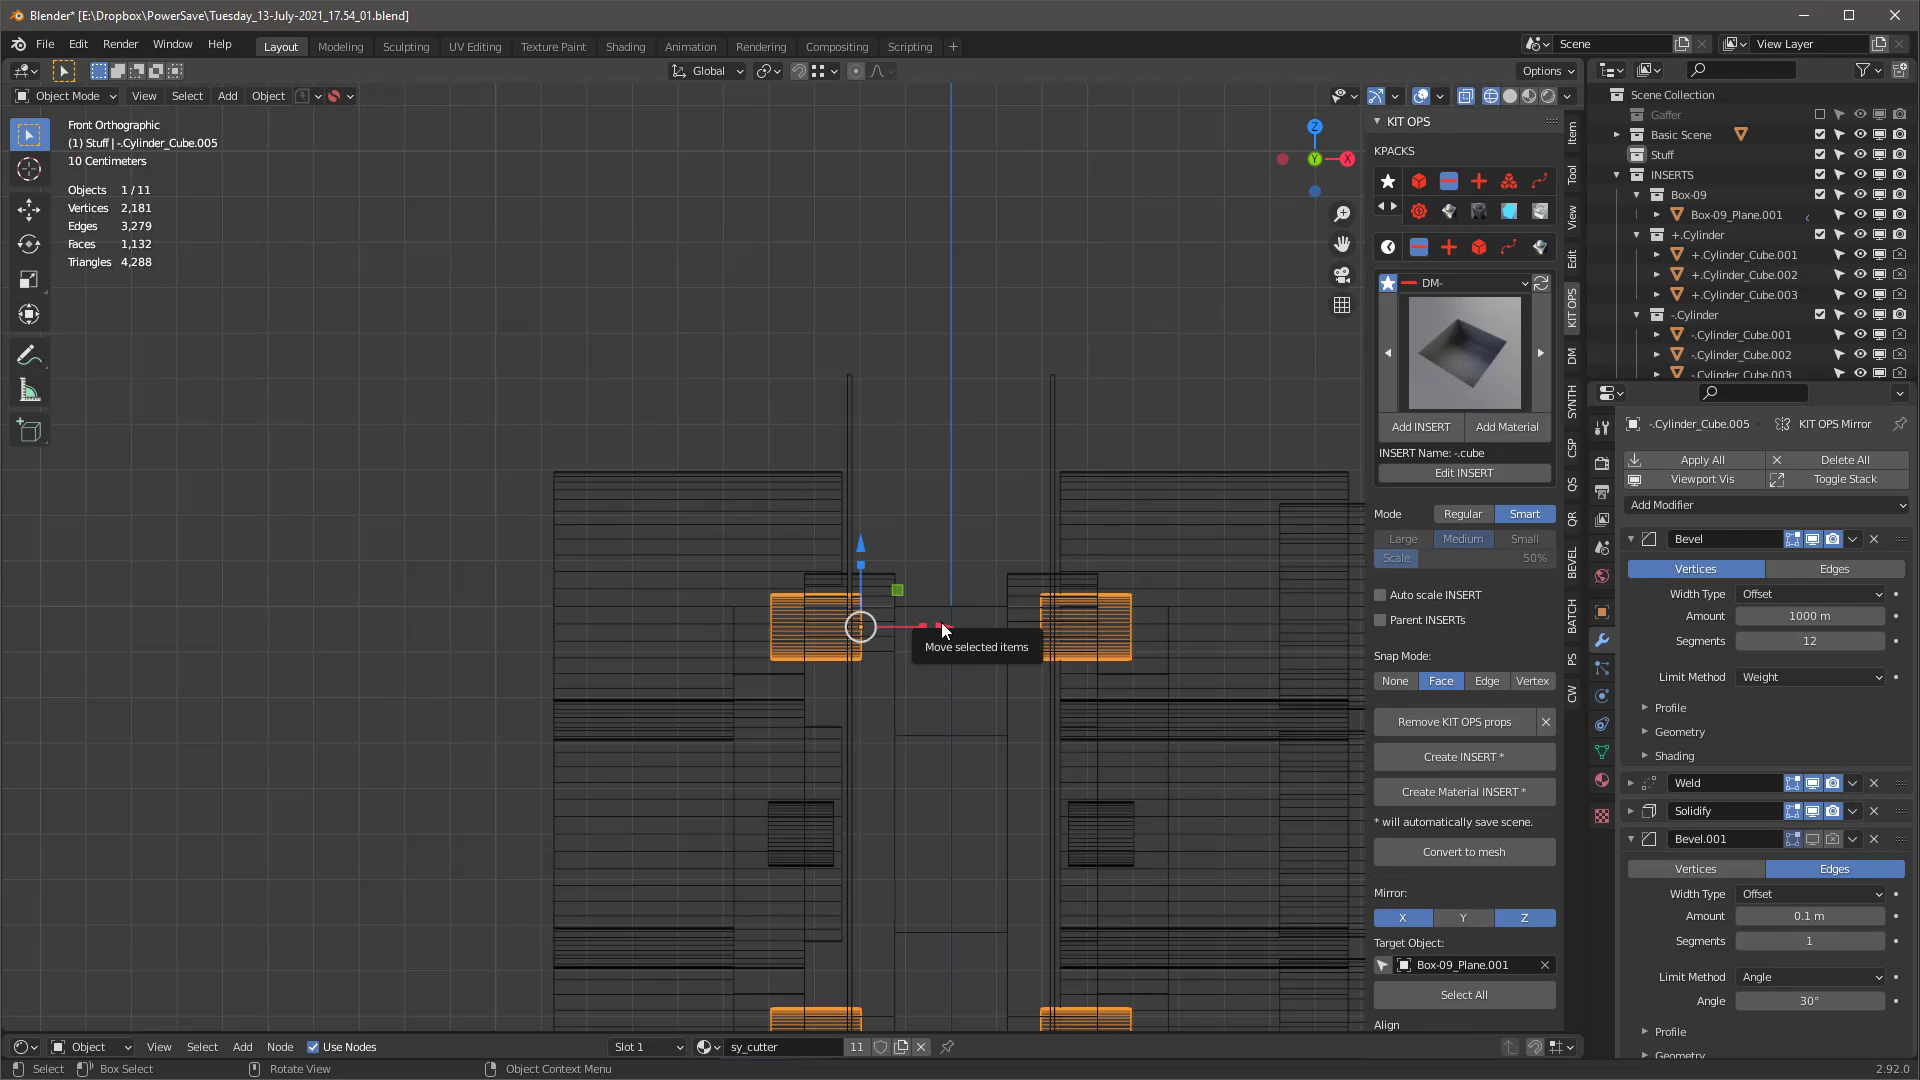 Blender* [E:\Dropbox\PowerSave\Tuesday_13-July-2021_17.54_01.blend]
File Edit Render Window Help
Layout Modeling Sculpting UV Editing Texture Paint Shading Animation Rendering Compositing Scripting +
Scene
View Layer
Global
Options
Object Mode View Select Add Object
Front Orthographic
(1) Stuff | -.Cylinder_Cube.005
10 Centimeters
Objects 1 / 11
Vertices 2,181
Edges 3,279
Faces 1,132
Triangles 4,288
Z
Y
X
Move selected items
KIT OPS
KPACKS
DM-
Add INSERT Add Material
INSERT Name: -.cube
Edit INSERT
Mode Regular Smart
Large Medium Small
Scale 50%
Auto scale INSERT
Parent INSERTs
Snap Mode:
None Face Edge Vertex
Remove KIT OPS props
Create INSERT *
Create Material INSERT *
* will automatically save scene.
Convert to mesh
Mirror:
X Y Z
Target Object:
Box-09_Plane.001
Select All
Align
Item
Tool
View
Edit
KIT OPS
DM
SYNTH
CSP
QS
QR
BEVEL
BATCH
PS
CW
Scene Collection
Gaffer
Basic Scene
Stuff
INSERTS
Box-09
Box-09_Plane.001
+.Cylinder
+.Cylinder_Cube.001
+.Cylinder_Cube.002
+.Cylinder_Cube.003
-.Cylinder
-.Cylinder_Cube.001
-.Cylinder_Cube.002
-.Cylinder_Cube.003
-.Cylinder_Cube.005 KIT OPS Mirror
Apply All Delete All
Viewport Vis Toggle Stack
Add Modifier
Bevel
Vertices Edges
Width Type Offset
Amount 1000 m
Segments 12
Limit Method Weight
Profile
Geometry
Shading
Weld
Solidify
Bevel.001
Vertices Edges
Width Type Offset
Amount 0.1 m
Segments 1
Limit Method Angle
Angle 30°
Profile
Geometry
Object View Select Add Node Use Nodes
Slot 1
sy_cutter 11
Select Box Select Rotate View Object Context Menu
2.92.0